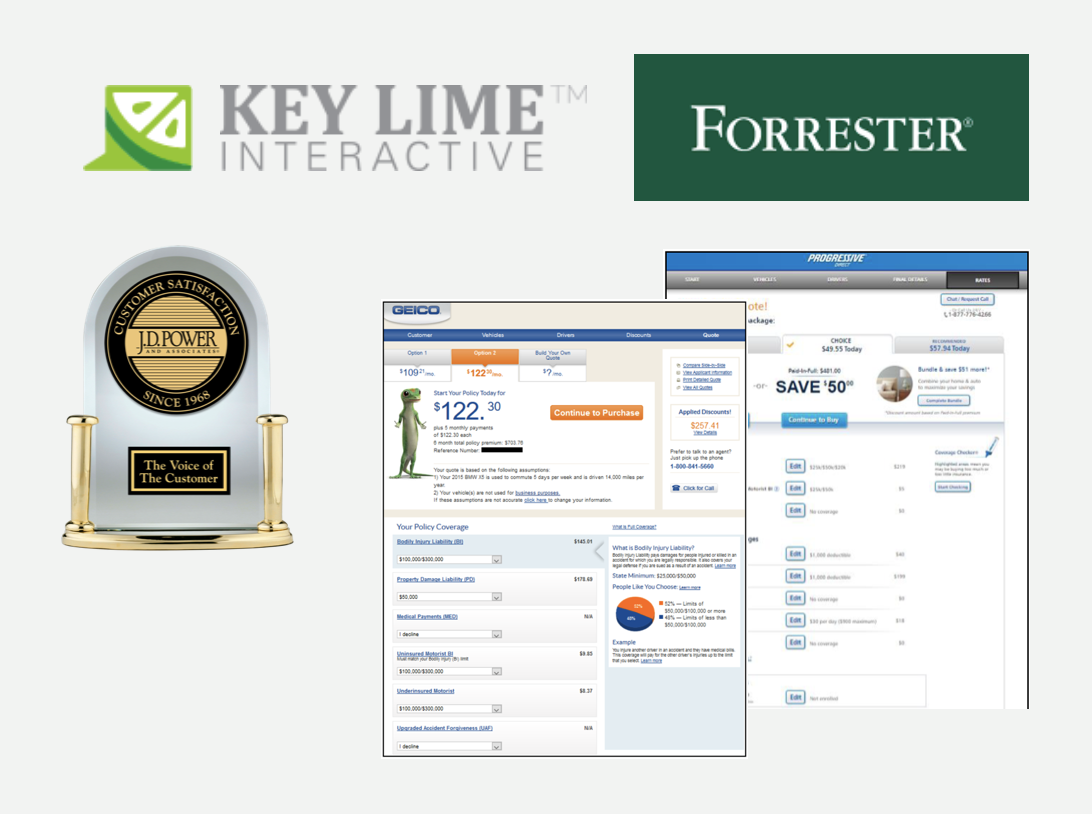 KEY LIME™
INTERACTIVE
FORRESTER®
CUSTOMER SATISFACTION
J.D. POWER
AND ASSOCIATES®
SINCE 1968
The Voice of
The Customer
GEICO
Customer Vehicles Drivers Discounts Quote
Option 1 Option 2 Build Your Own
Quote
$109.21/mo. $122.30/mo. $?/mo.
Start Your Policy Today for
$122.30
Continue to Purchase
plus 5 monthly payments
of $122.30 each
6 month total policy premium: $703.76
Reference Number:
Your quote is based on the following assumptions:
1) Your 2015 BMW X5 is used to commute 5 days per week and is driven 14,000 miles per
year.
2) Your vehicle(s) are not used for business purposes.
If these assumptions are not accurate click here to change your information.
Compare Side-by-Side
View Applicant Information
Print Detailed Quote
View All Quotes
Applied Discounts!
$257.41
View Details
Prefer to talk to an agent?
Just pick up the phone
1-800-841-5660
Click for Call
Your Policy Coverage
What is Full Coverage?
Bodily Injury Liability (BI) $145.01
$100,000/$300,000
Property Damage Liability (PD) $178.69
$50,000
Medical Payments (MED) N/A
I decline
Uninsured Motorist BI $9.85
Must match your Bodily Injury (BI) limit
$100,000/$300,000
Underinsured Motorist $8.37
$100,000/$300,000
Upgraded Accident Forgiveness (UAF) N/A
I decline
What is Bodily Injury Liability?
Bodily Injury Liability pays damages for people injured or killed in an
accident for which you are legally responsible. It also covers your
legal defense if you are sued as a result of an accident. Learn more
State Minimum: $25,000/$50,000
People Like You Choose: Learn more
52% — Limits of
$50,000/$100,000 or more
48% — Limits of less than
$50,000/$100,000
52%
48%
Example
You injure another driver in an accident and they have medical bills.
This coverage will pay for the other driver's injuries up to the limit
that you select. Learn more
PROGRESSIVE
DIRECT
START VEHICLES DRIVERS FINAL DETAILS RATES
ote!
ackage:
Chat / Request Call
1-877-776-4266
CHOICE
$49.55 Today
RECOMMENDED
$57.94 Today
Paid-In-Full: $481.00
-or- SAVE $50.00
Continue to Buy
Bundle & save $91 more!*
Combine your home & auto
to maximize your savings
Complete Bundle
*Discount amount based on Paid-in-Full premium
Coverage Checker
Highlighted areas mean you
may be buying too much or
too little insurance.
Start Checking
Edit $25k/$50k/$20k $219
Edit $25k/$50k $9
Edit No coverage $0
ges
Edit $1,000 deductible $40
Edit $1,000 deductible $199
Edit No coverage $0
Edit $30 per day ($900 maximum) $18
Edit No coverage $0
Edit Not enrolled